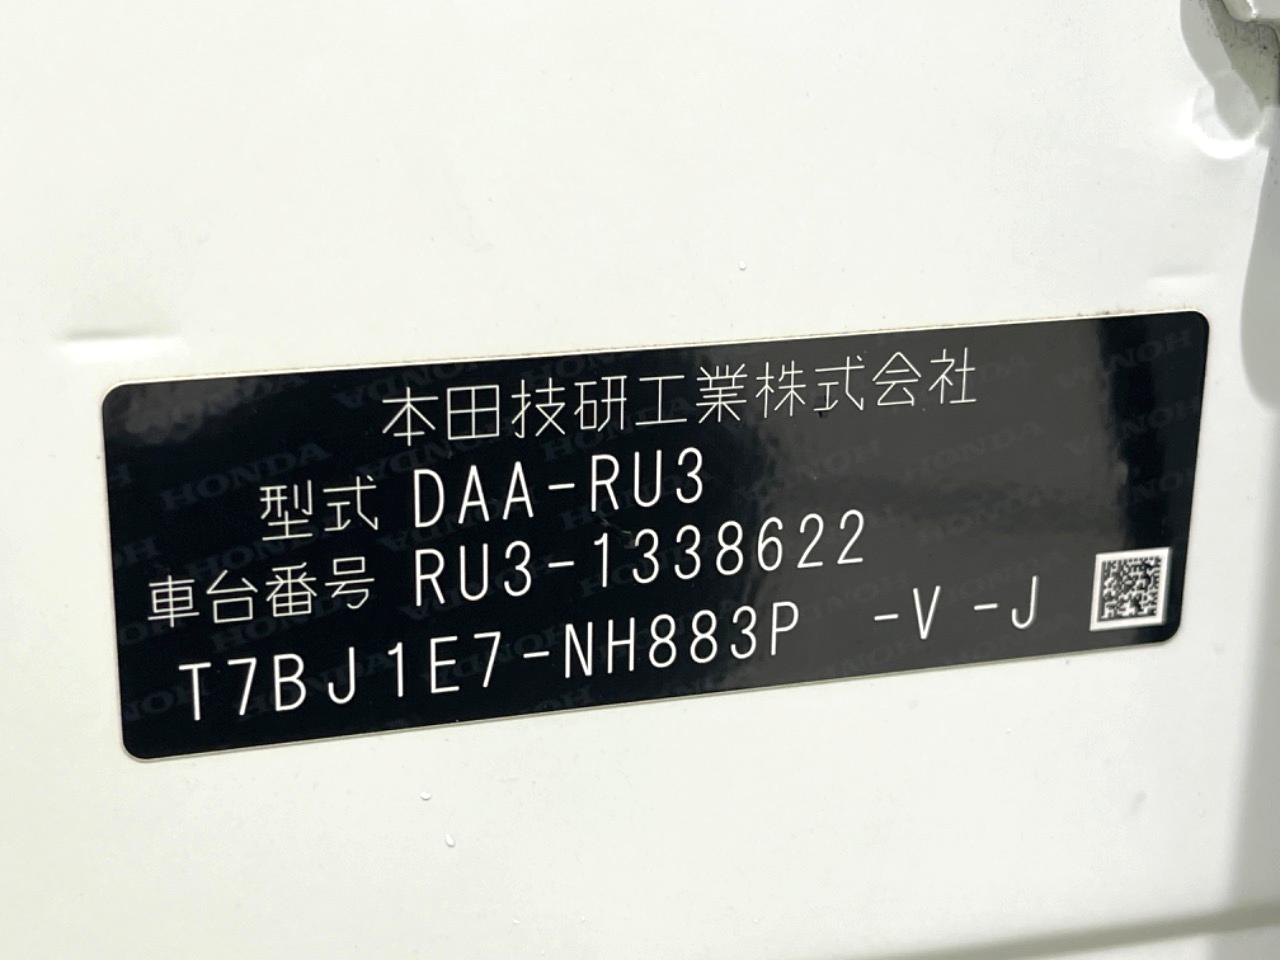 本田技研工業株式会社
型式 DAA-RU3
車台番号 RU3-1338622
T7BJ1E7-NH883P -V -J